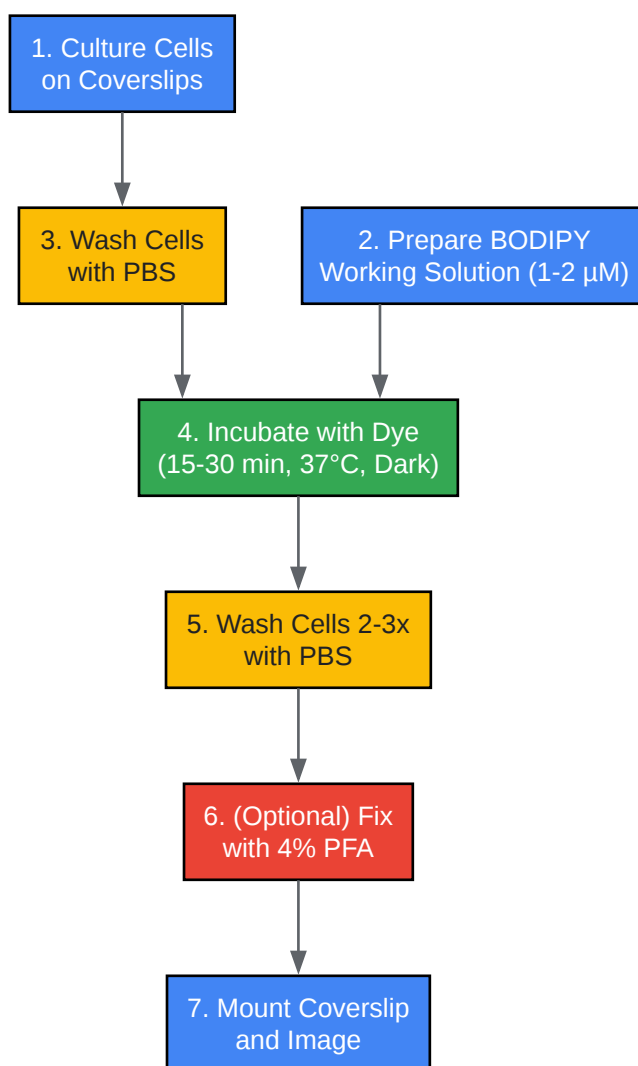 1. Culture Cells
on Coverslips
3. Wash Cells
with PBS
2. Prepare BODIPY
Working Solution (1-2 µM)
4. Incubate with Dye
(15-30 min, 37°C, Dark)
5. Wash Cells 2-3x
with PBS
6. (Optional) Fix
with 4% PFA
7. Mount Coverslip
and Image